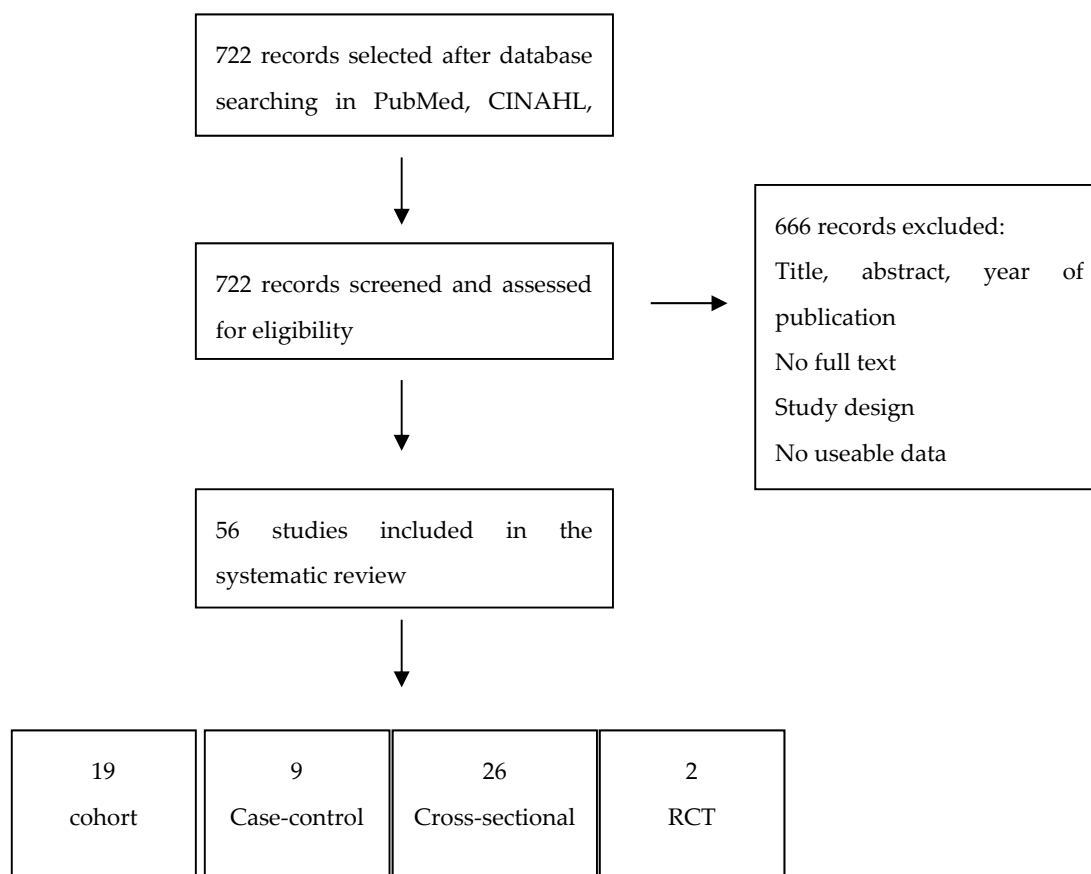 722 records selected after database
searching in PubMed, CINAHL,
722 records screened and assessed
for eligibility
666 records excluded:
Title, abstract, year of
publication
No full text
Study design
No useable data
56 studies included in the
systematic review
19
cohort
9
Case-control
26
Cross-sectional
2
RCT